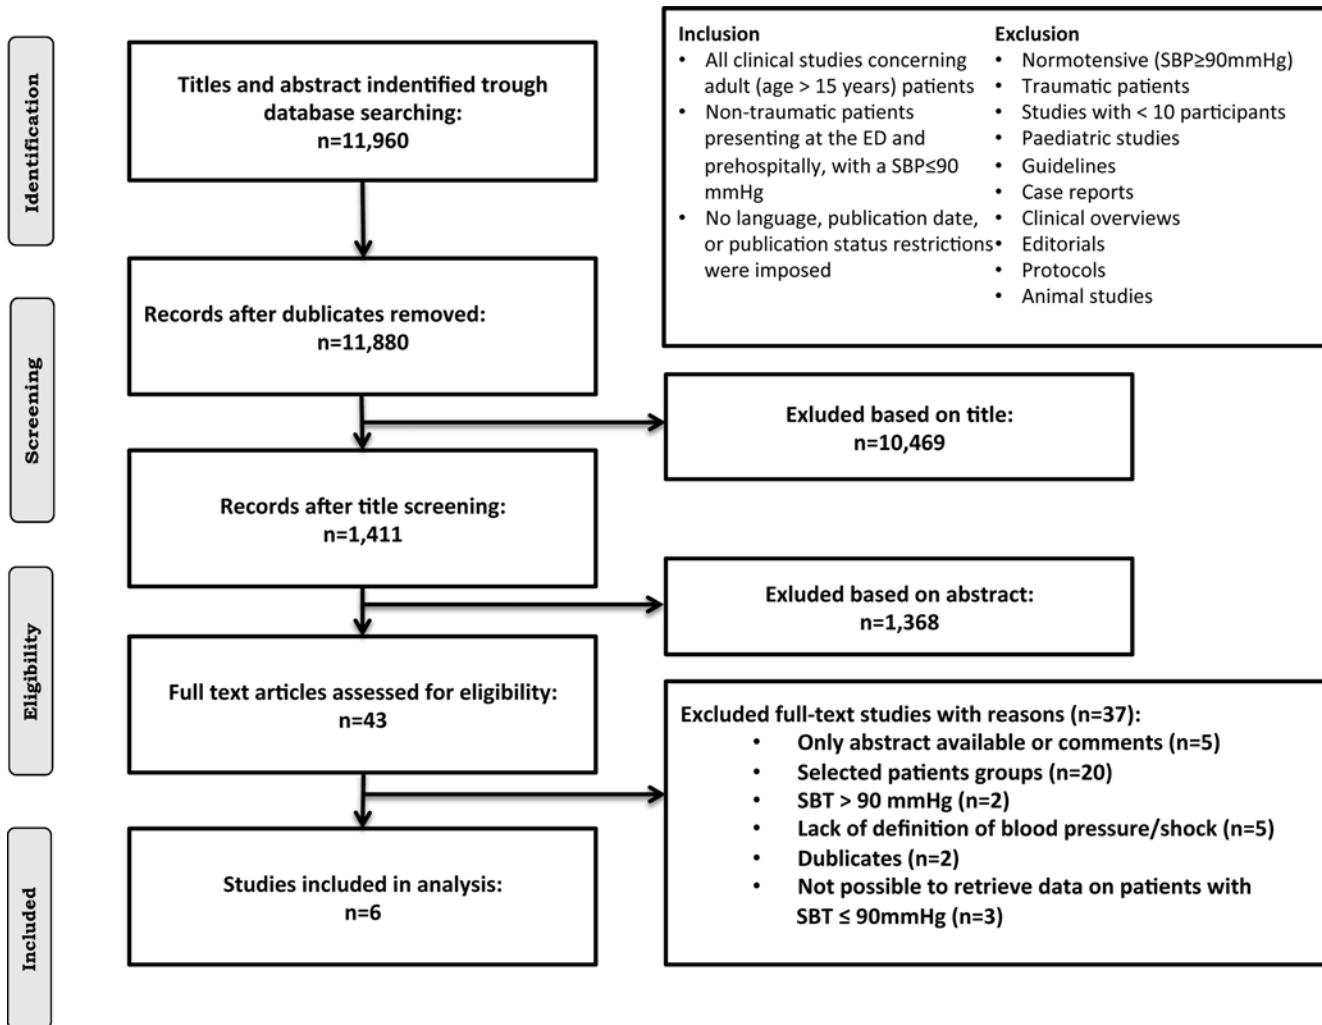 Identification
Titles and abstract indentified trough
database searching:
n=11,960
Inclusion
• All clinical studies concerning
adult (age > 15 years) patients
• Non-traumatic patients
presenting at the ED and
prehospitally, with a SBP≤90
mmHg
• No language, publication date,
or publication status restrictions
were imposed
Exclusion
• Normotensive (SBP≥90mmHg)
• Traumatic patients
• Studies with < 10 participants
• Paediatric studies
• Guidelines
• Case reports
• Clinical overviews
• Editorials
• Protocols
• Animal studies
Screening
Records after dublicates removed:
n=11,880
Exluded based on title:
n=10,469
Records after title screening:
n=1,411
Eligibility
Exluded based on abstract:
n=1,368
Full text articles assessed for eligibility:
n=43
Excluded full-text studies with reasons (n=37):
• Only abstract available or comments (n=5)
• Selected patients groups (n=20)
• SBT > 90 mmHg (n=2)
• Lack of definition of blood pressure/shock (n=5)
• Dublicates (n=2)
• Not possible to retrieve data on patients with
SBT ≤ 90mmHg (n=3)
Included
Studies included in analysis:
n=6